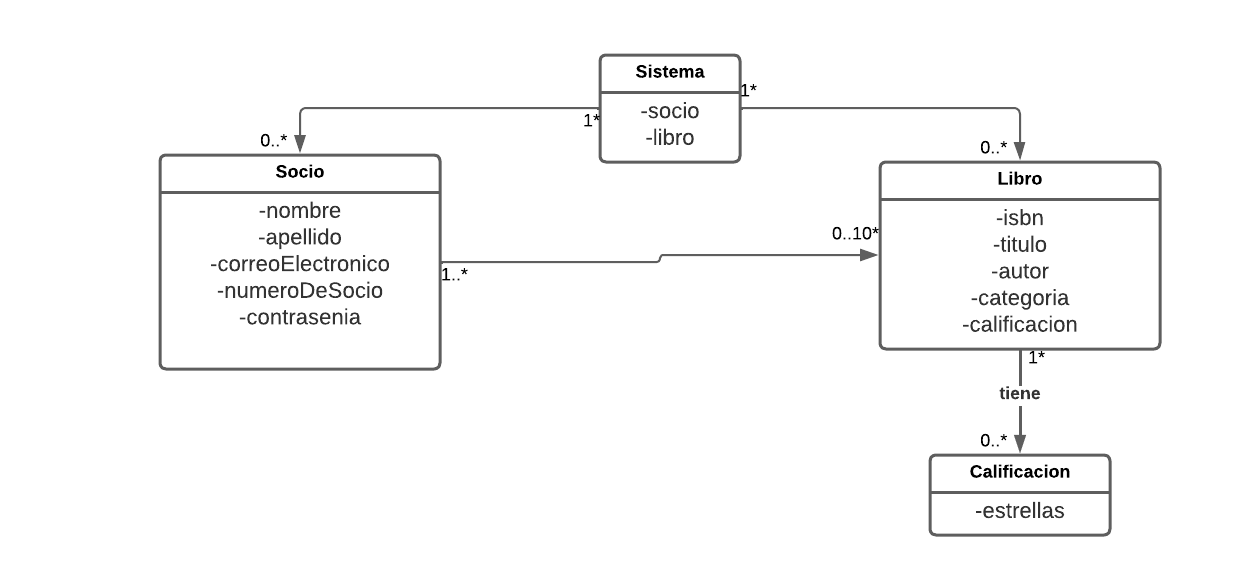 Sistema
-socio
-libro
1*
1*
0..*
0..*
Socio
-nombre
-apellido
-correoElectronico
-numeroDeSocio
-contrasenia
1..*
0..10*
Libro
-isbn
-titulo
-autor
-categoria
-calificacion
1*
tiene
0..*
Calificacion
-estrellas